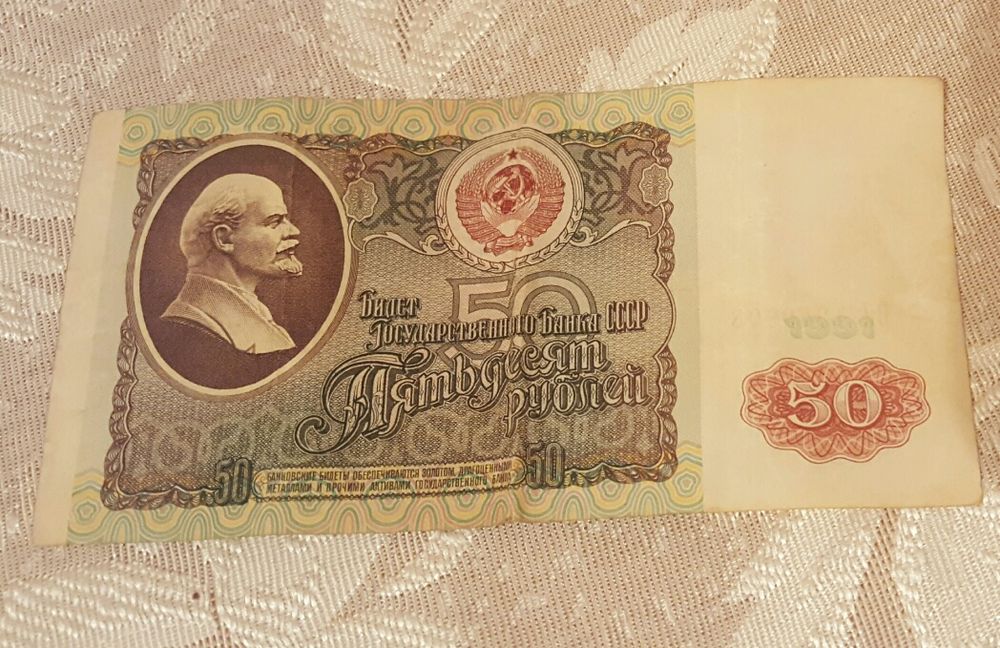 Билет
Государственного Банка СССР
50
Пятьдесят
рублей
50
БАНКОВСКИЕ БИЛЕТЫ ОБЕСПЕЧИВАЮТСЯ ЗОЛОТОМ, ДРАГОЦЕННЫМИ
МЕТАЛЛАМИ И ПРОЧИМИ АКТИВАМИ ГОСУДАРСТВЕННОГО БАНКА
50
50